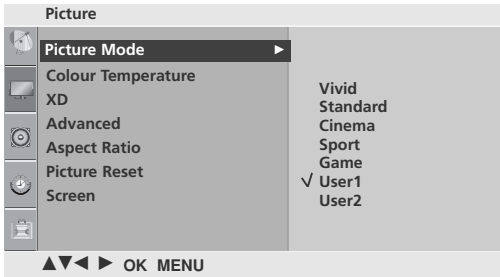 Picture
Picture Mode ►
Colour Temperature
XD
Advanced
Aspect Ratio
Picture Reset
Screen
Vivid
Standard
Cinema
Sport
Game
√ User1
User2
▲▼◄ ► OK MENU